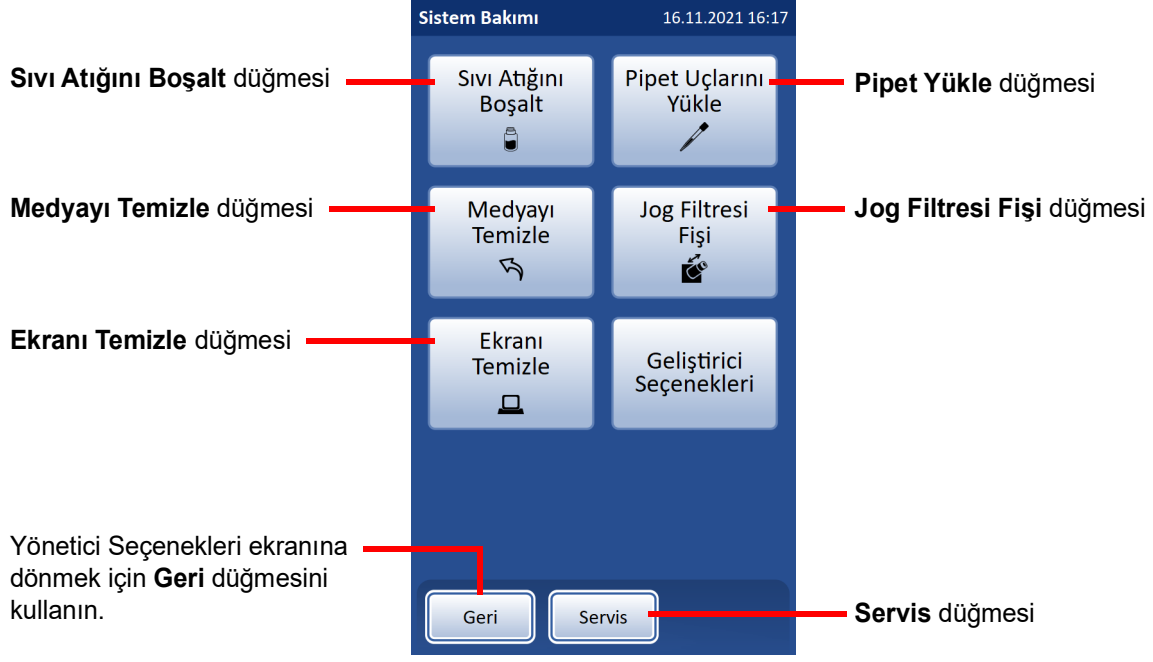 Sistem Bakımı 16.11.2021 16:17
Sıvı Atığını Boşalt düğmesi
Sıvı Atığını
Boşalt
Pipet Uçlarını
Yükle
Pipet Yükle düğmesi
Medyayı Temizle düğmesi
Medyayı
Temizle
Jog Filtresi
Fişi
Jog Filtresi Fişi düğmesi
Ekranı Temizle düğmesi
Ekranı
Temizle
Geliştirici
Seçenekleri
Yönetici Seçenekleri ekranına
dönmek için Geri düğmesini
kullanın.
Geri
Servis
Servis düğmesi